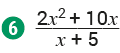 6 2x² + 10x
x + 5